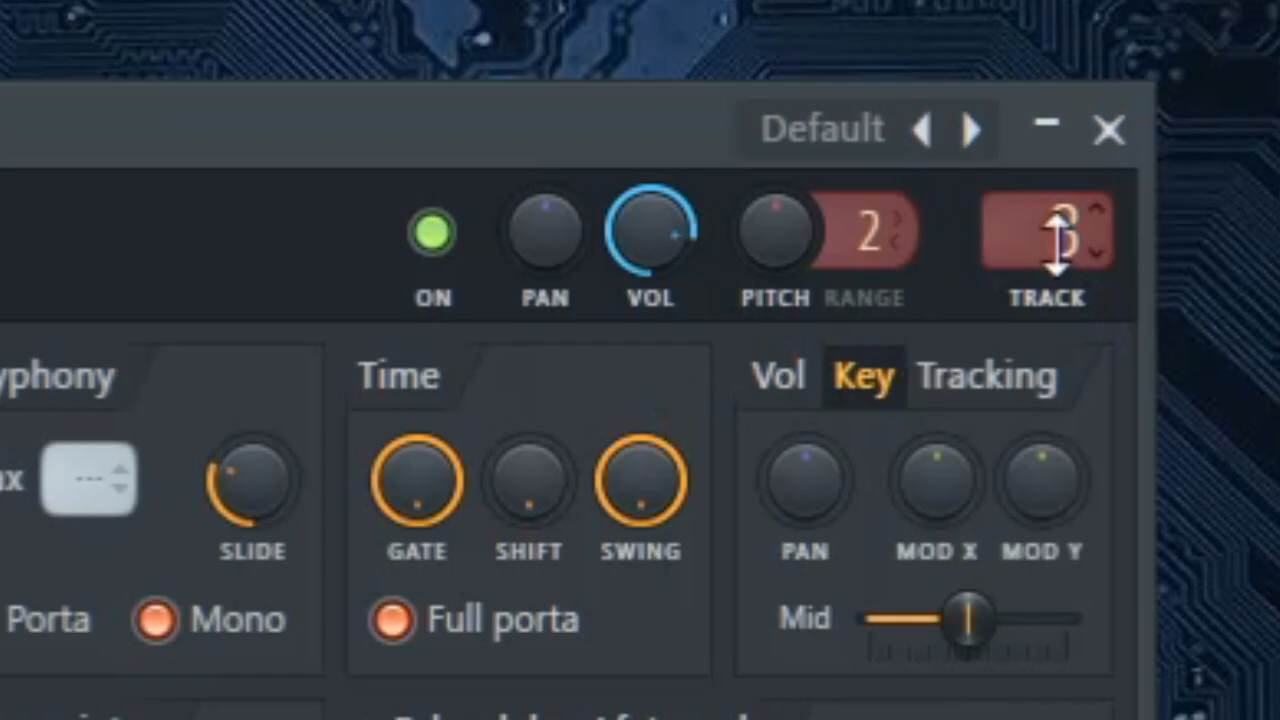 Default
2 3
ON PAN VOL PITCH RANGE TRACK
yphony Time Vol Key Tracking
---
SLIDE GATE SHIFT SWING PAN MOD X MOD Y
Porta Mono Full porta Mid